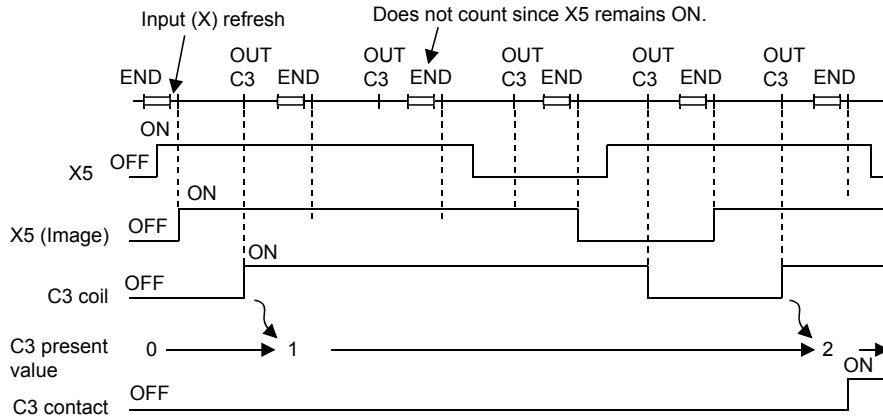 Input (X) refresh
Does not count since X5 remains ON.
OUT OUT OUT OUT OUT
END C3 END C3 END C3 END C3 END C3 END
ON
OFF
X5
ON
OFF
X5 (Image)
ON
OFF
C3 coil
C3 present
value
0 1 2
ON
OFF
C3 contact